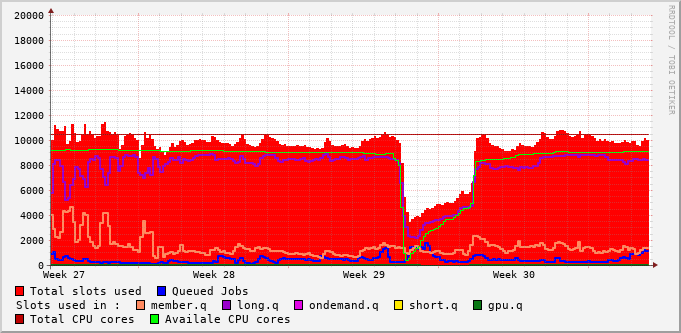 20000
18000
16000
14000
12000
10000
8000
6000
4000
2000
0
Week 27 Week 28 Week 29 Week 30
Total slots used Queued Jobs
Slots used in : member.q long.q ondemand.q short.q gpu.q
Total CPU cores Availale CPU cores
RRDTOOL / TOBI OETIKER